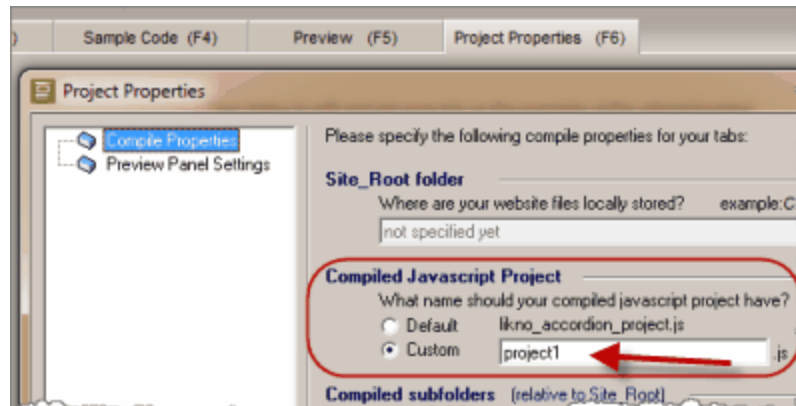 ) Sample Code (F4) Preview (F5) Project Properties (F6)
Project Properties
Compile Properties
Preview Panel Settings
Please specify the following compile properties for your tabs:
Site_Root folder
Where are your website files locally stored? example:C
not specified yet
Compiled Javascript Project
What name should your compiled javascript project have?
Default likno_accordion_project.js
Custom project1 .js
Compiled subfolders (relative to Site_Root)